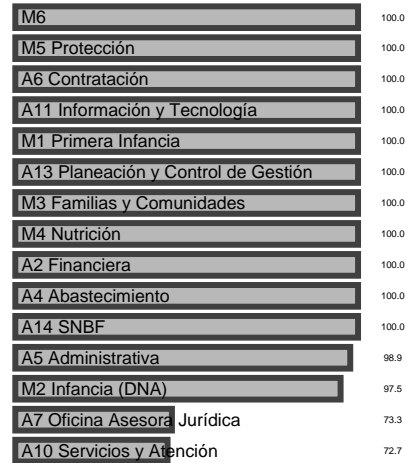 M6 100.0
M5 Protección 100.0
A6 Contratación 100.0
A11 Información y Tecnología 100.0
M1 Primera Infancia 100.0
A13 Planeación y Control de Gestión 100.0
M3 Familias y Comunidades 100.0
M4 Nutrición 100.0
A2 Financiera 100.0
A4 Abastecimiento 100.0
A14 SNBF 100.0
A5 Administrativa 98.9
M2 Infancia (DNA) 97.5
A7 Oficina Asesora Jurídica 73.3
A10 Servicios y Atención 72.7